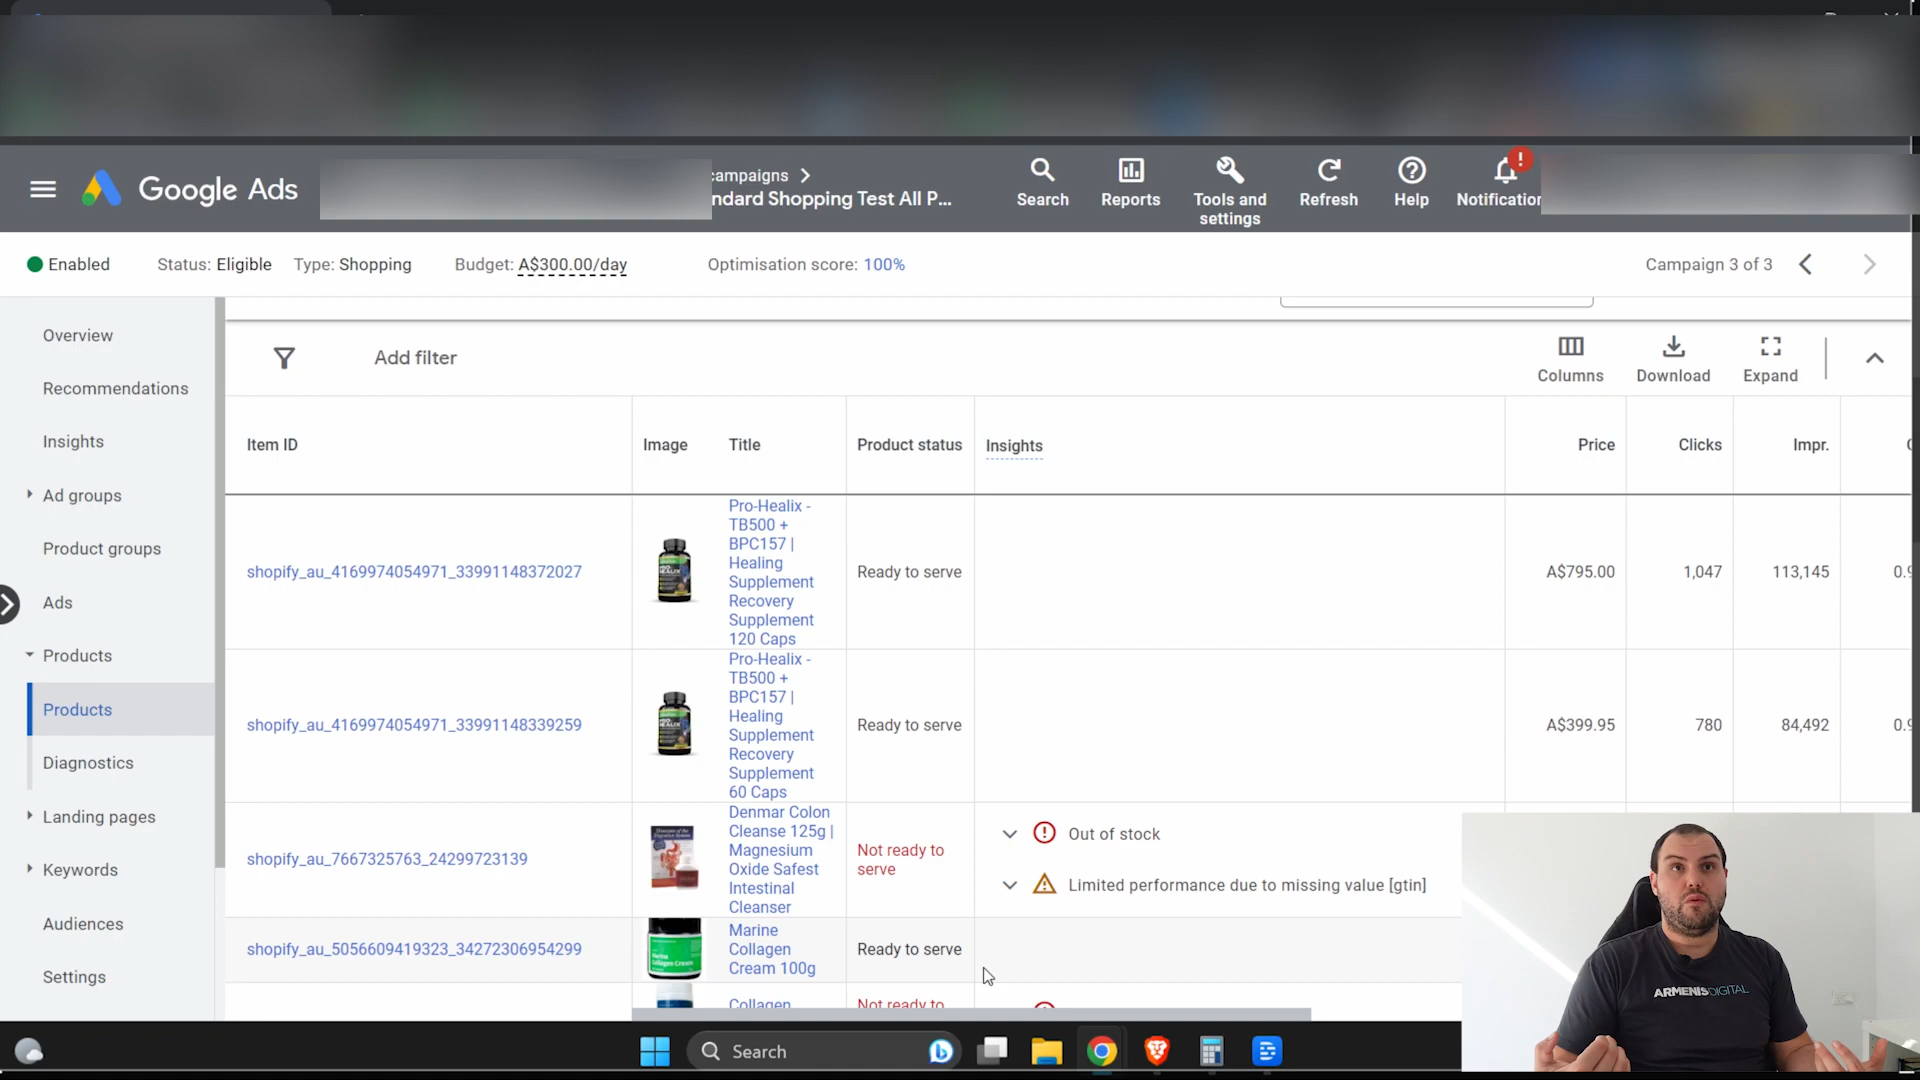 Google Ads
campaigns
ndard Shopping Test All P...
Search
Reports
Tools and
settings
Refresh
Help
Notification
!
Enabled
Status: Eligible
Type: Shopping
Budget: A$300.00/day
Optimisation score: 100%
Campaign 3 of 3
Overview
Recommendations
Insights
Ad groups
Product groups
Ads
Products
Products
Diagnostics
Landing pages
Keywords
Audiences
Settings
Add filter
Columns
Download
Expand
Item ID
Image
Title
Product status
Insights
Price
Clicks
Impr.
shopify_au_4169974054971_33991148372027
Pro-Healix -
TB500 +
BPC157 |
Healing
Supplement
Recovery
Supplement
120 Caps
Ready to serve
A$795.00
1,047
113,145
0.9
shopify_au_4169974054971_33991148339259
Pro-Healix -
TB500 +
BPC157 |
Healing
Supplement
Recovery
Supplement
60 Caps
Ready to serve
A$399.95
780
84,492
0.9
shopify_au_7667325763_24299723139
Denmar Colon
Cleanse 125g |
Magnesium
Oxide Safest
Intestinal
Cleanser
Not ready to
serve
Out of stock
Limited performance due to missing value [gtin]
shopify_au_5056609419323_34272306954299
Marine
Collagen
Cream 100g
Ready to serve
Collagen
Not ready to
Search
ARMENISDIGITAL